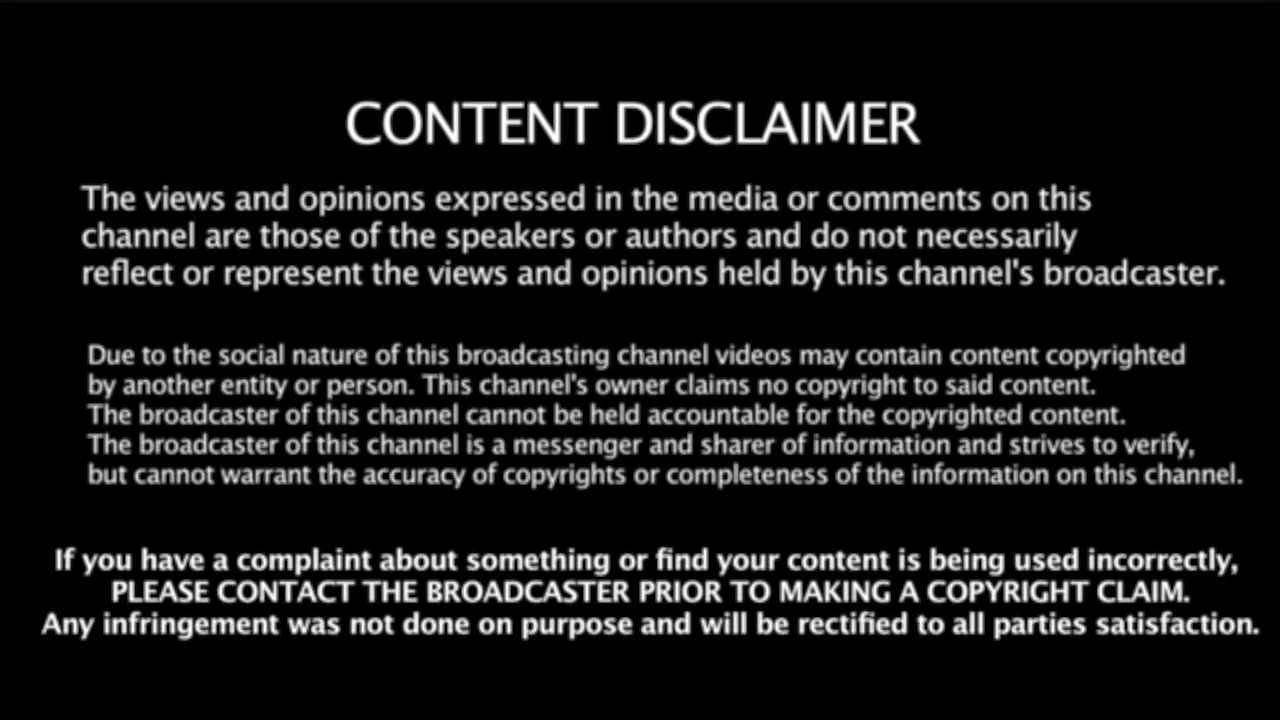 CONTENT DISCLAIMER
The views and opinions expressed in the media or comments on this
channel are those of the speakers or authors and do not necessarily
reflect or represent the views and opinions held by this channel's broadcaster.
Due to the social nature of this broadcasting channel videos may contain content copyrighted
by another entity or person. This channel's owner claims no copyright to said content.
The broadcaster of this channel cannot be held accountable for the copyrighted content.
The broadcaster of this channel is a messenger and sharer of information and strives to verify,
but cannot warrant the accuracy of copyrights or completeness of the information on this channel.
If you have a complaint about something or find your content is being used incorrectly,
PLEASE CONTACT THE BROADCASTER PRIOR TO MAKING A COPYRIGHT CLAIM.
Any infringement was not done on purpose and will be rectified to all parties satisfaction.